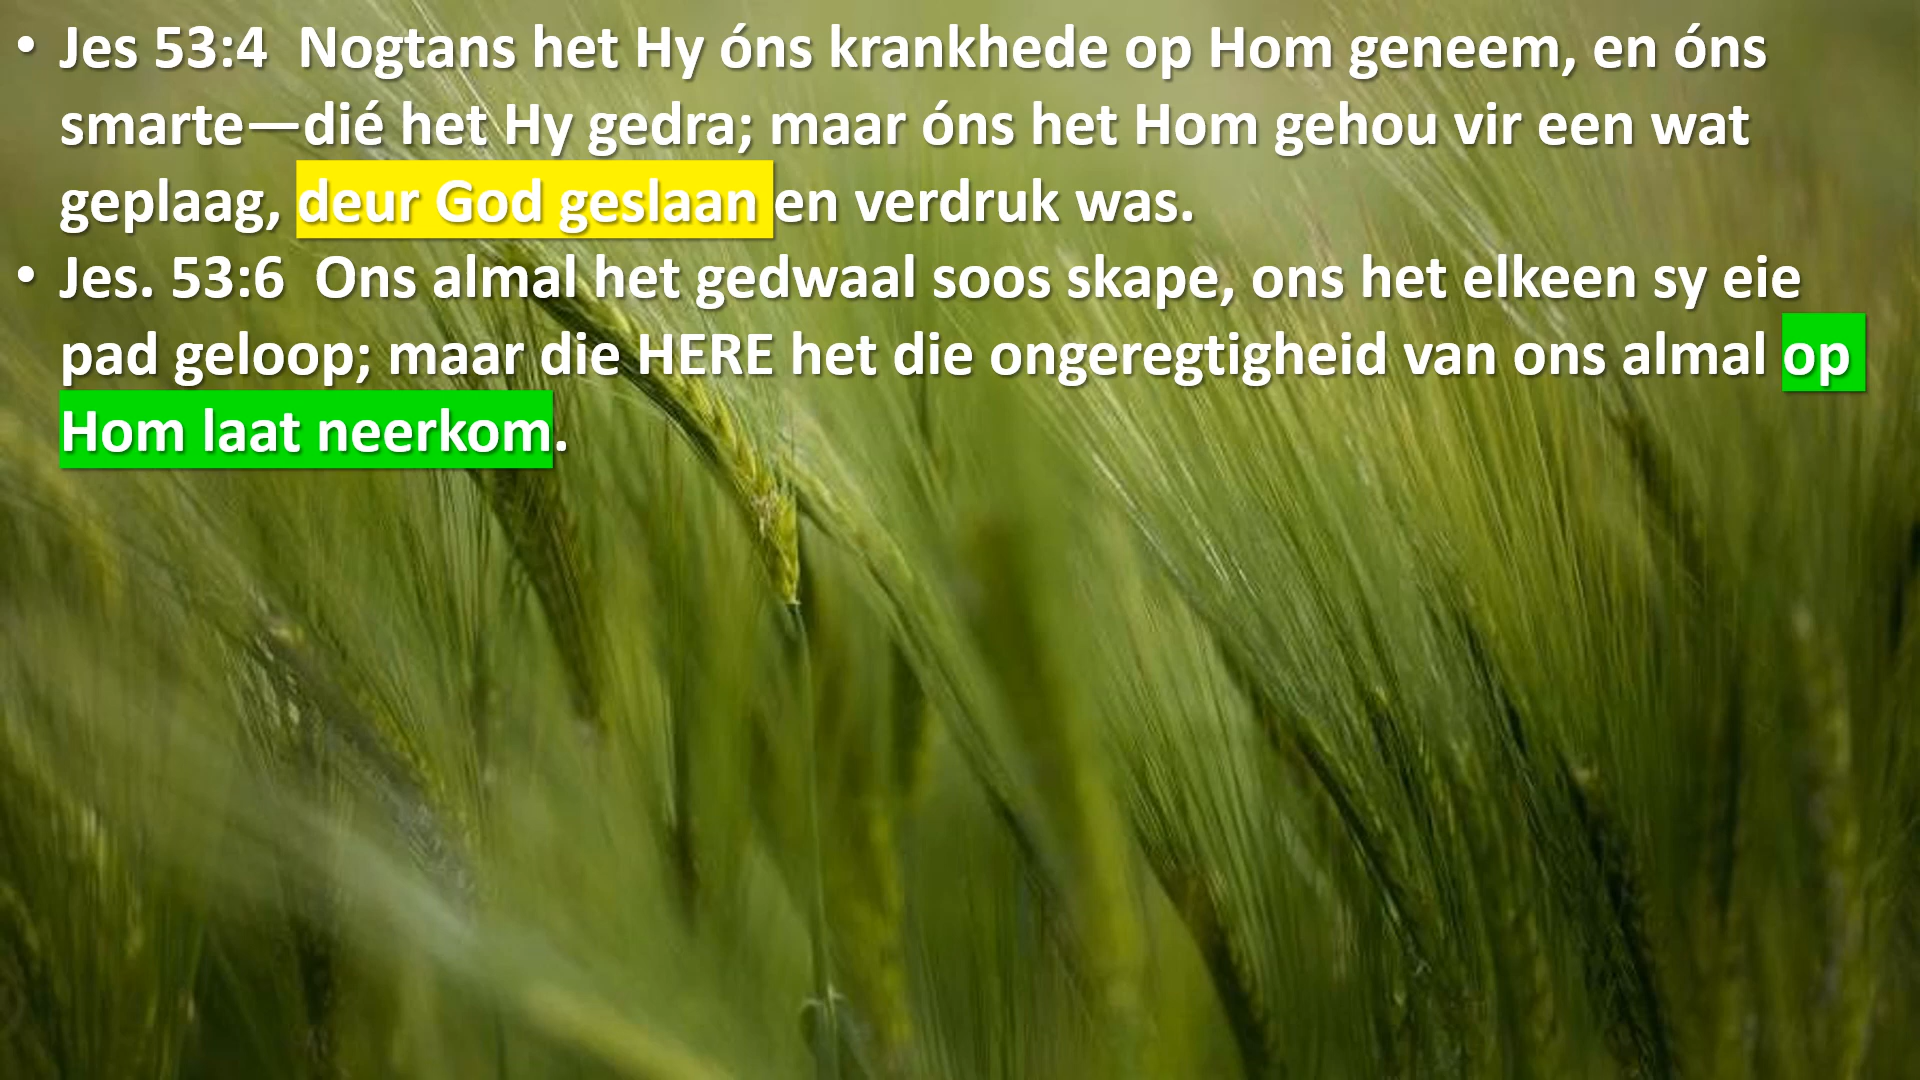 • Jes 53:4  Nogtans het Hy óns krankhede op Hom geneem, en óns
smarte—dié het Hy gedra; maar óns het Hom gehou vir een wat
geplaag, deur God geslaan en verdruk was.
• Jes. 53:6  Ons almal het gedwaal soos skape, ons het elkeen sy eie
pad geloop; maar die HERE het die ongeregtigheid van ons almal op
Hom laat neerkom.